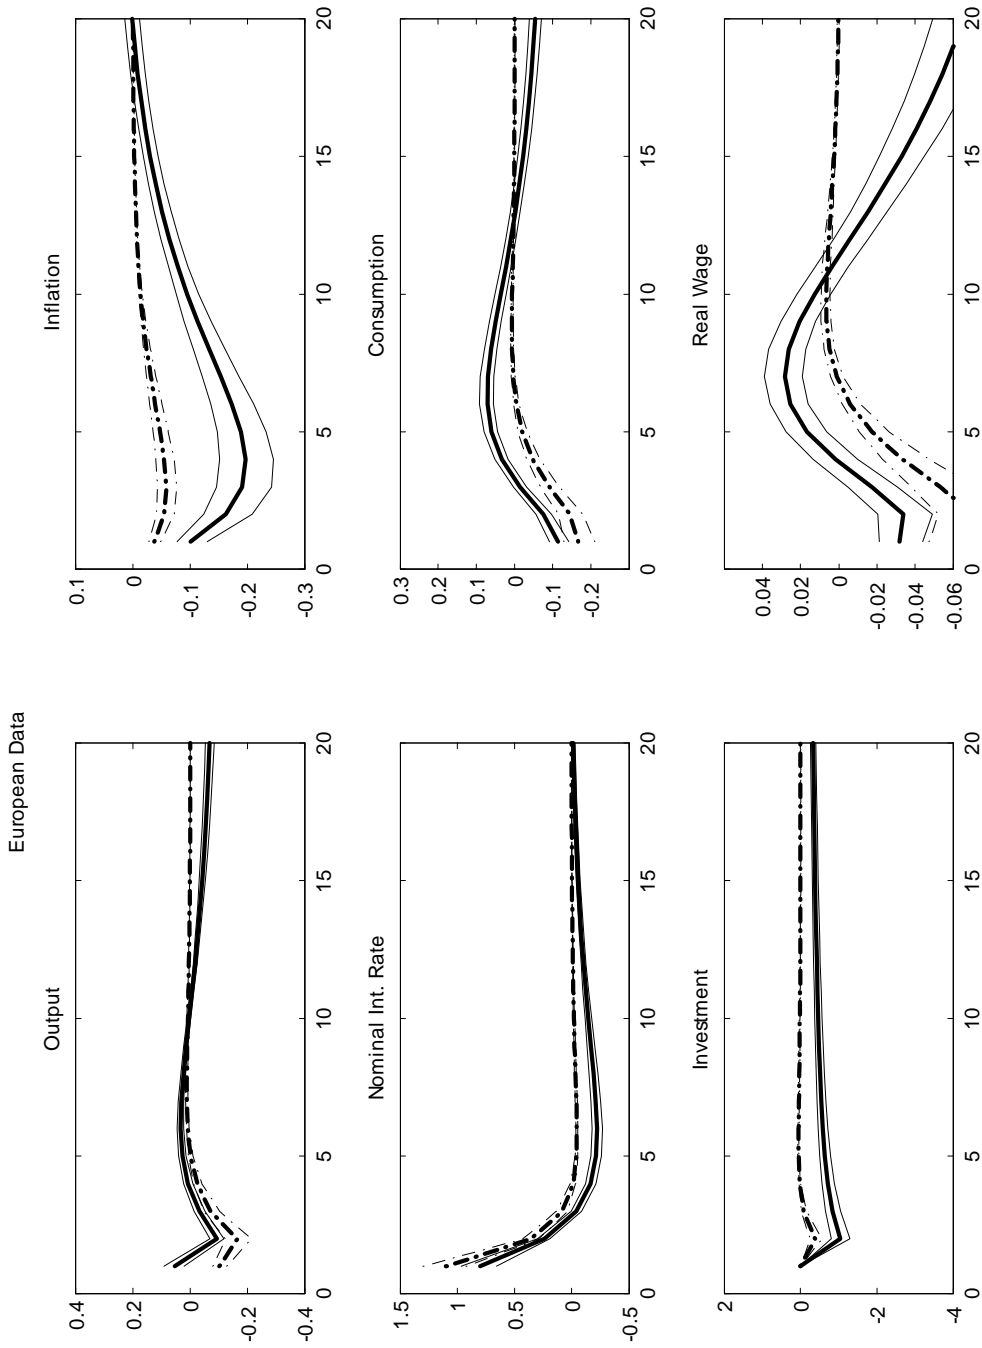 European Data
Output
0.4
0.2
0
-0.2
-0.4
0 5 10 15 20
Inflation
0.1
0
-0.1
-0.2
-0.3
0 5 10 15 20
Nominal Int. Rate
1.5
1
0.5
0
-0.5
0 5 10 15 20
Consumption
0.3
0.2
0.1
0
-0.1
-0.2
0 5 10 15 20
Investment
2
0
-2
-4
0 5 10 15 20
Real Wage
0.04
0.02
0
-0.02
-0.04
-0.06
0 5 10 15 20